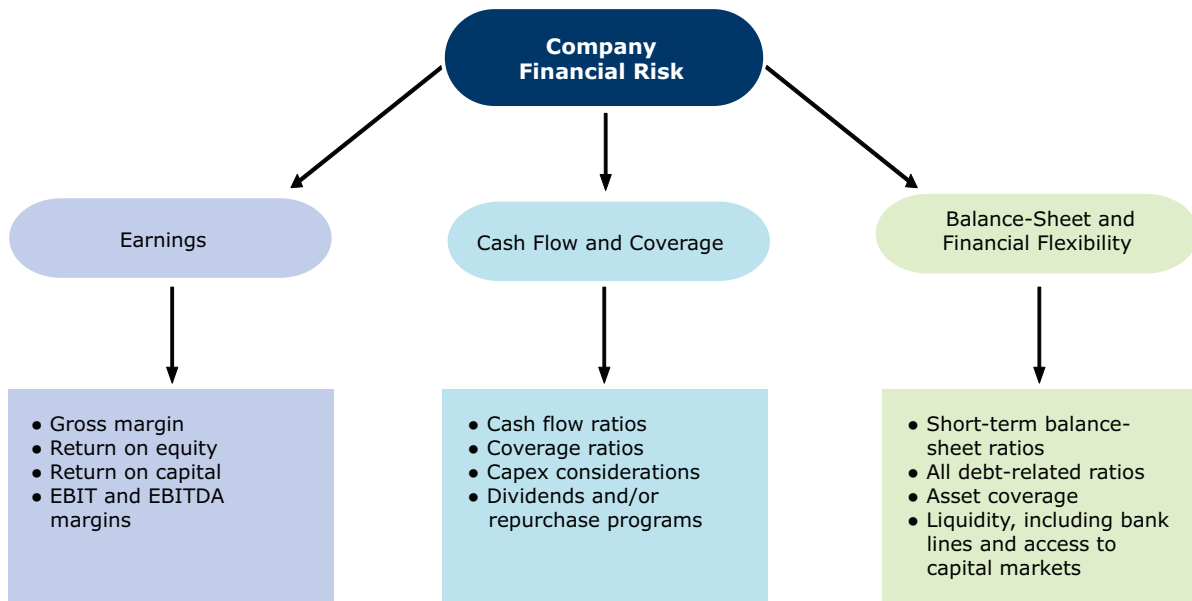 Company
Financial Risk
Earnings
Cash Flow and Coverage
Balance-Sheet and
Financial Flexibility
● Gross margin
● Return on equity
● Return on capital
● EBIT and EBITDA
margins
● Cash flow ratios
● Coverage ratios
● Capex considerations
● Dividends and/or
repurchase programs
● Short-term balance-
sheet ratios
● All debt-related ratios
● Asset coverage
● Liquidity, including bank
lines and access to
capital markets